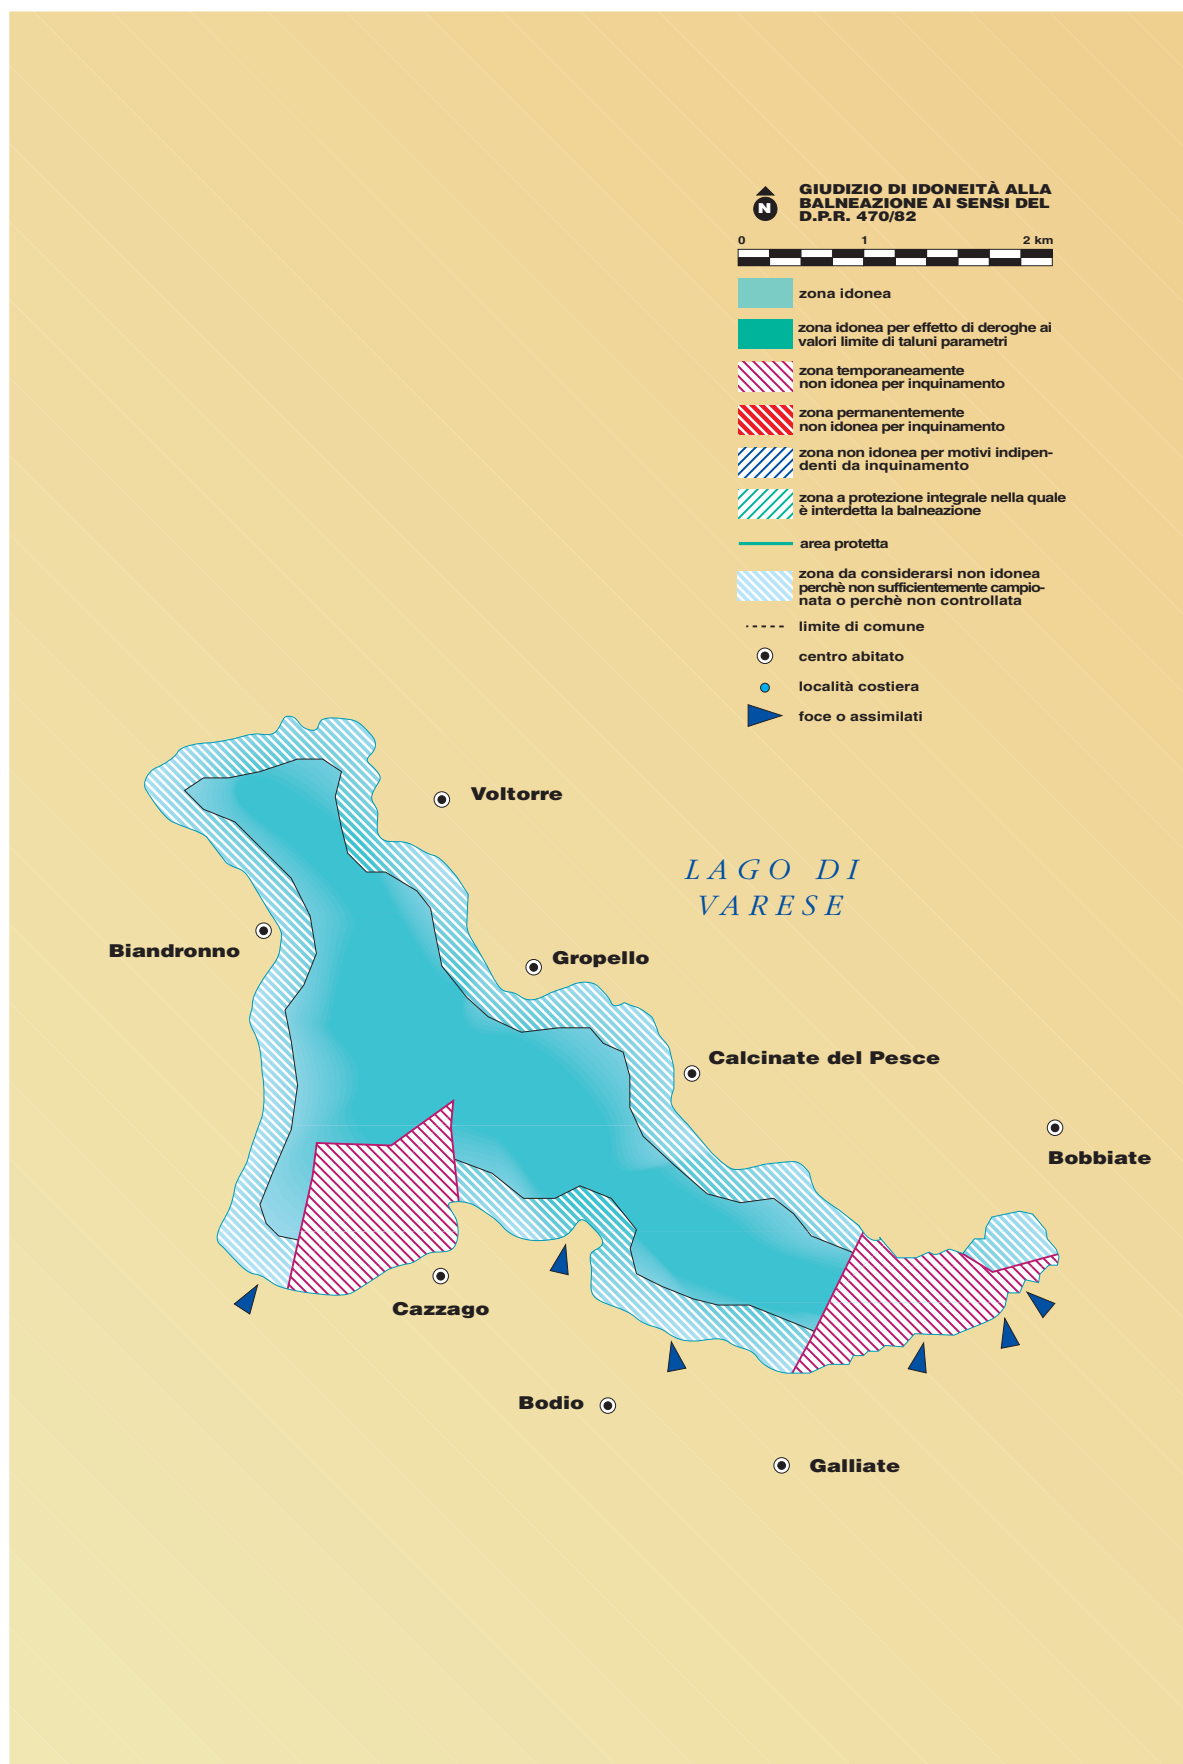 GIUDIZIO DI IDONEITÀ ALLA
BALNEAZIONE AI SENSI DEL
D.P.R. 470/82
N
0 1 2 km
zona idonea
zona idonea per effetto di deroghe ai
valori limite di taluni parametri
zona temporaneamente
non idonea per inquinamento
zona permanentemente
non idonea per inquinamento
zona non idonea per motivi indipen-
denti da inquinamento
zona a protezione integrale nella quale
è interdetta la balneazione
area protetta
zona da considerarsi non idonea
perchè non sufficientemente campio-
nata o perchè non controllata
limite di comune
centro abitato
località costiera
foce o assimilati
Voltorre
LAGO DI
VARESE
Biandronno
Gropello
Calcinate del Pesce
Bobbiate
Cazzago
Bodio
Galliate